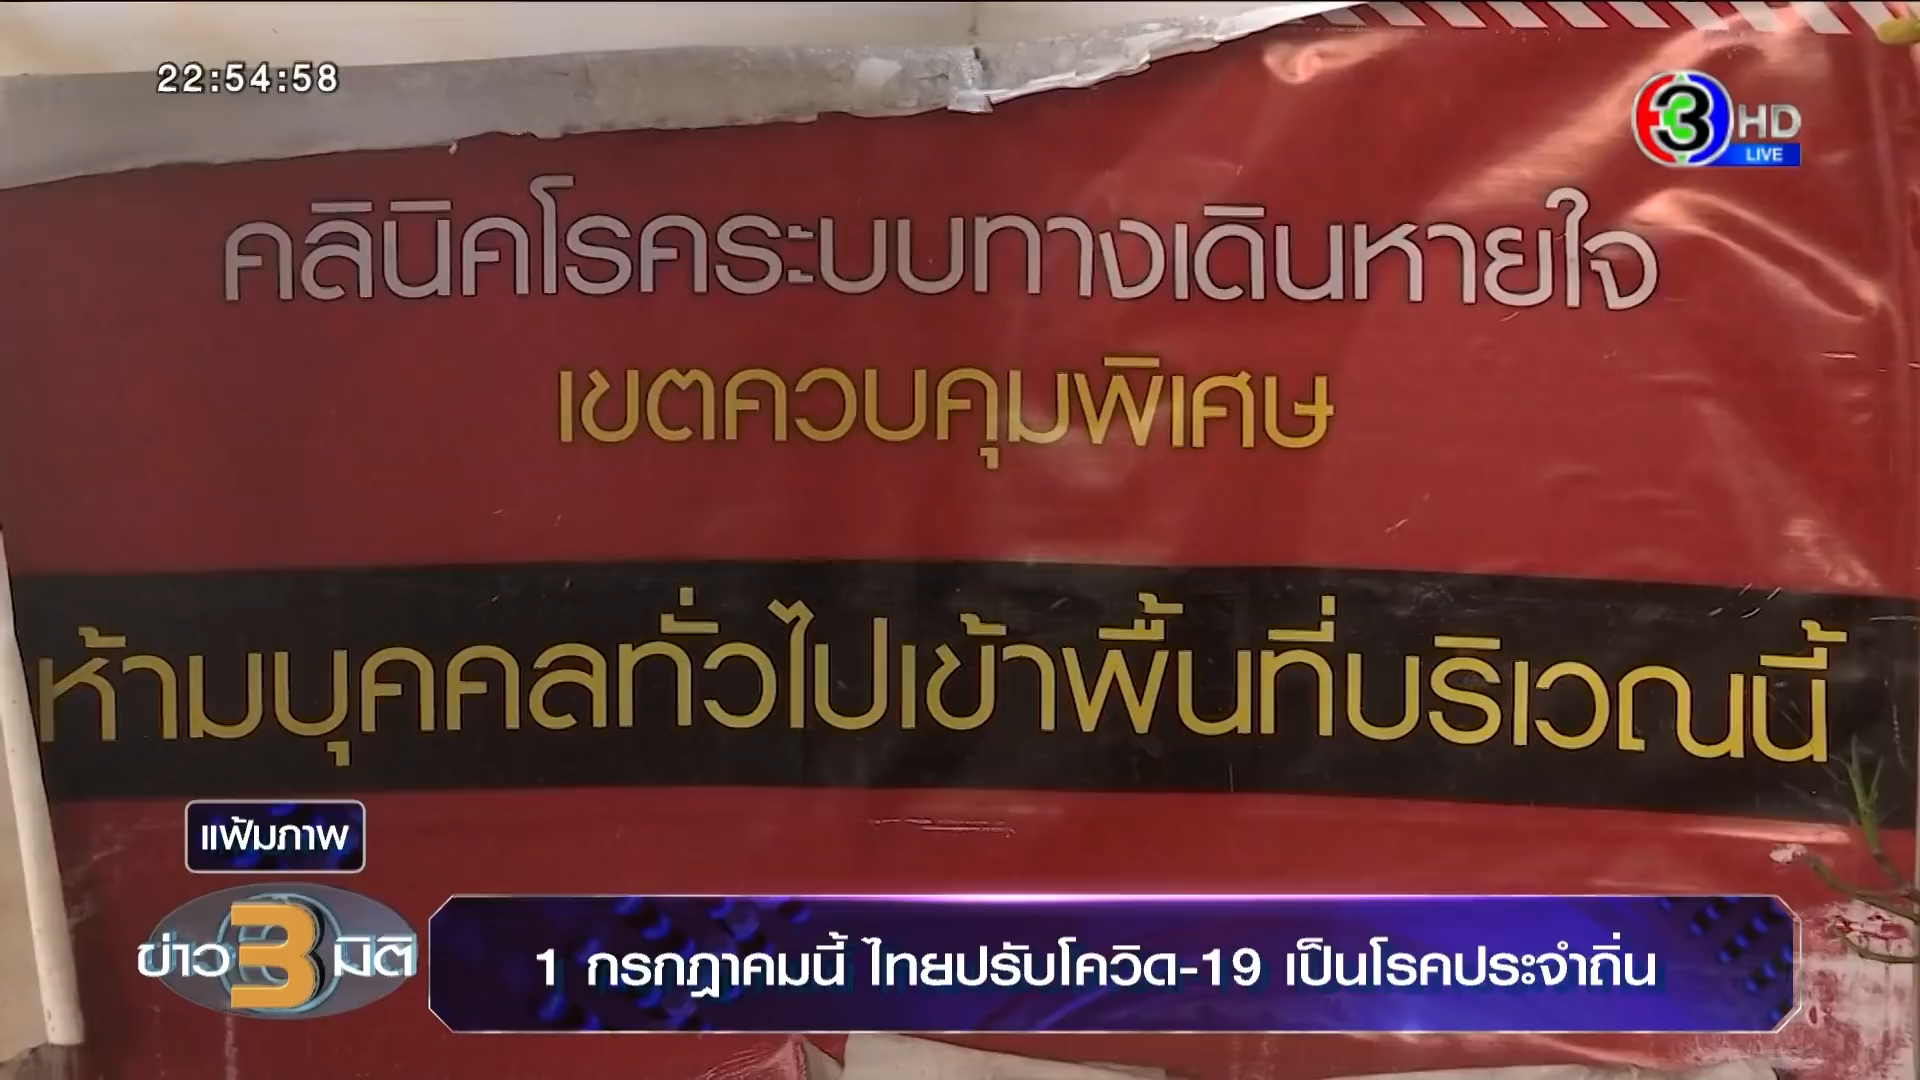 22:54:58
3 HD
LIVE
คลินิคโรคระบบทางเดินหายใจ
เขตควบคุมพิเศษ
ห้ามบุคคลทั่วไปเข้าพื้นที่บริเวณนี้
แฟ้มภาพ
ข่าว 3 มิติ
1 กรกฎาคมนี้ ไทยปรับโควิด-19 เป็นโรคประจำถิ่น